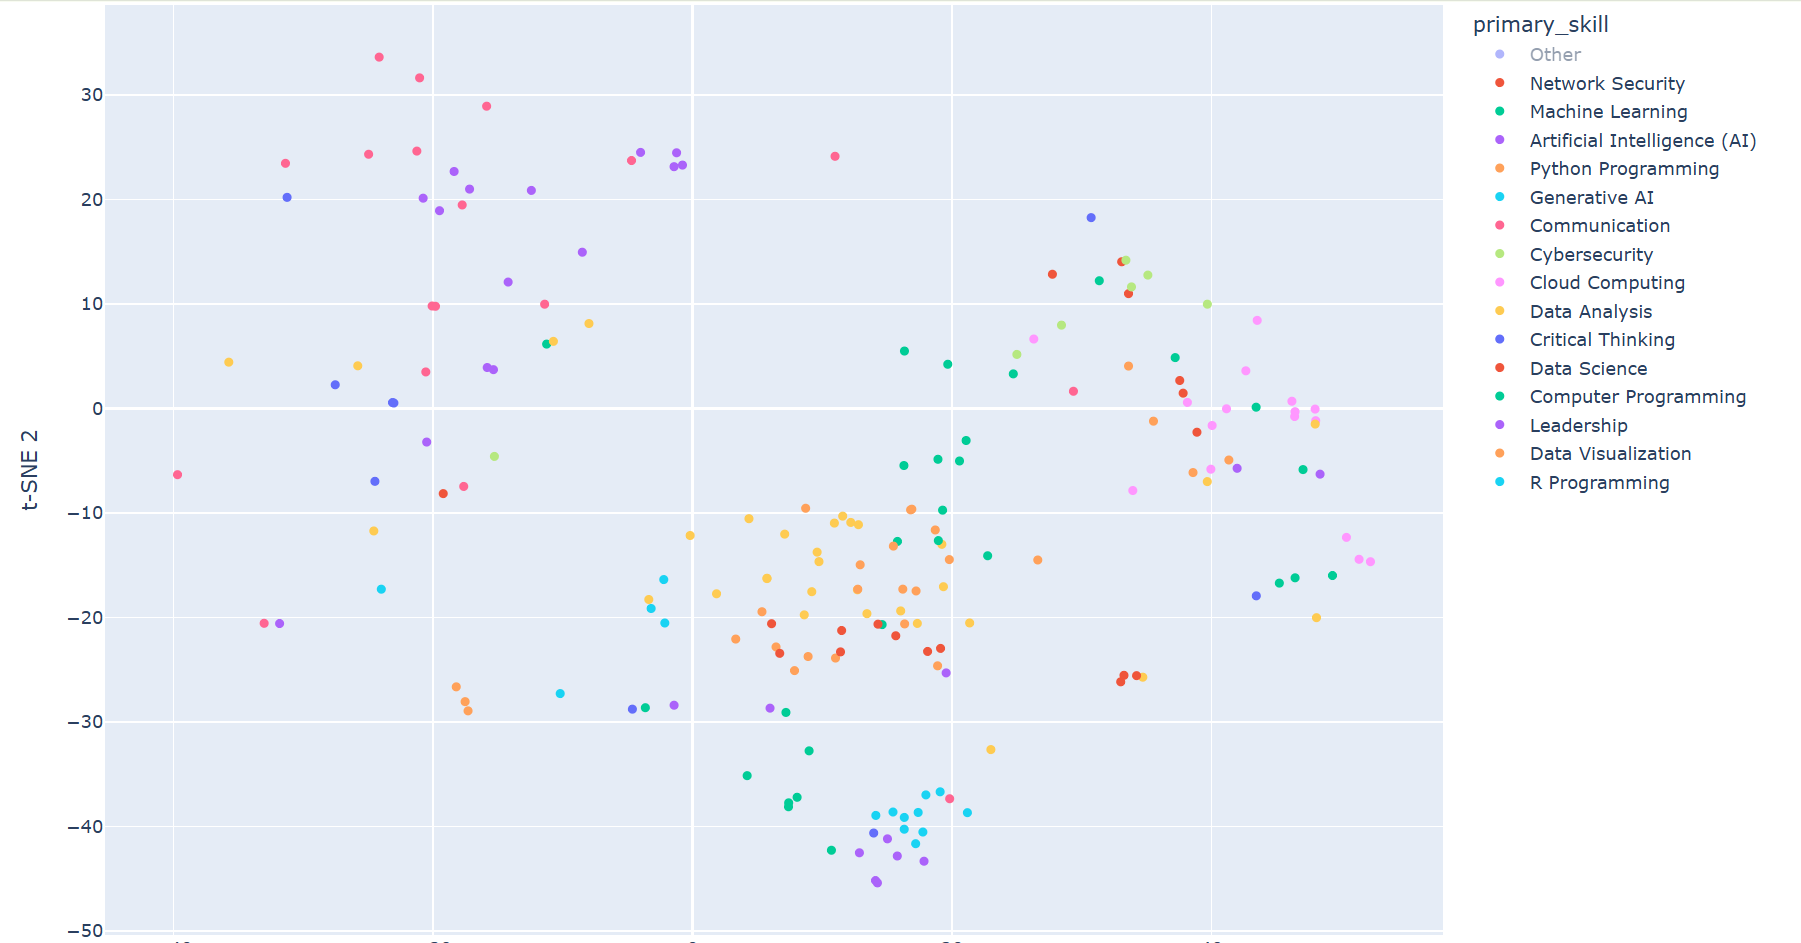 primary_skill
Other
Network Security
Machine Learning
Artificial Intelligence (AI)
Python Programming
Generative AI
Communication
Cybersecurity
Cloud Computing
Data Analysis
Critical Thinking
Data Science
Computer Programming
Leadership
Data Visualization
R Programming
t-SNE 2
30
20
10
0
−10
−20
−30
−40
−50